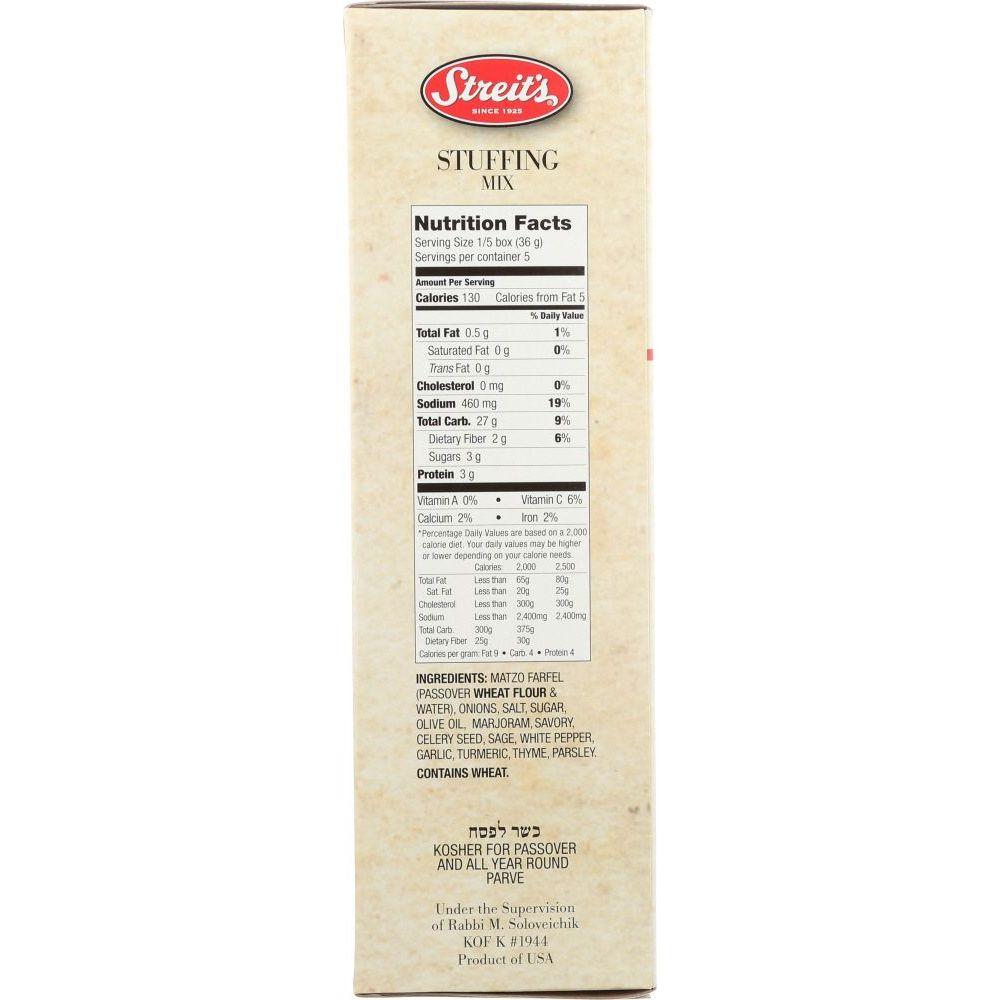 Streit's
SINCE 1925
STUFFING
MIX
Nutrition Facts
Serving Size 1/5 box (36 g)
Servings per container 5
Amount Per Serving
Calories 130 Calories from Fat 5
% Daily Value
Total Fat 0.5 g 1%
Saturated Fat 0 g 0%
Trans Fat 0 g
Cholesterol 0 mg 0%
Sodium 460 mg 19%
Total Carb. 27 g 9%
Dietary Fiber 2 g 6%
Sugars 3 g
Protein 3 g
Vitamin A 0% • Vitamin C 6%
Calcium 2% • Iron 2%
*Percentage Daily Values are based on a 2,000
calorie diet. Your daily values may be higher
or lower depending on your calorie needs.
Calories: 2,000 2,500
Total Fat Less than 65g 80g
Sat. Fat Less than 20g 25g
Cholesterol Less than 300g 300g
Sodium Less than 2,400mg 2,400mg
Total Carb. 300g 375g
Dietary Fiber 25g 30g
Calories per gram: Fat 9 • Carb. 4 • Protein 4
INGREDIENTS: MATZO FARFEL
(PASSOVER WHEAT FLOUR &
WATER), ONIONS, SALT, SUGAR,
OLIVE OIL, MARJORAM, SAVORY,
CELERY SEED, SAGE, WHITE PEPPER,
GARLIC, TURMERIC, THYME, PARSLEY.
CONTAINS WHEAT.
כשר לפסח
KOSHER FOR PASSOVER
AND ALL YEAR ROUND
PARVE
Under the Supervision
of Rabbi M. Soloveichik
KOF K #1944
Product of USA